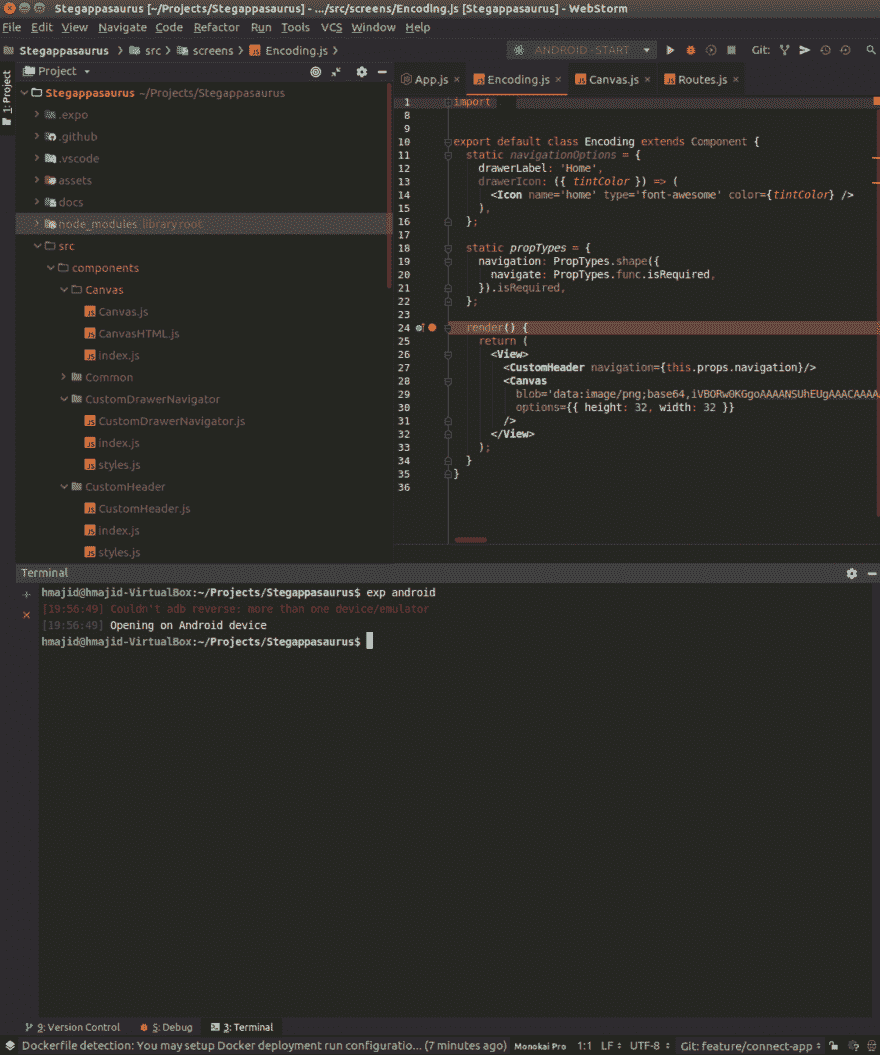 Stegappasaurus [~/Projects/Stegappasaurus] - .../src/screens/Encoding.js [Stegappasaurus] - WebStorm
File Edit View Navigate Code Refactor Run Tools VCS Window Help
Stegappasaurus src screens Encoding.js ANDROID-START Git:
1: Project
Project
App.js Encoding.js Canvas.js Routes.js
Stegappasaurus ~/Projects/Stegappasaurus
.expo
.github
.vscode
assets
docs
node_modules library root
src
components
Canvas
Canvas.js
CanvasHTML.js
index.js
Common
CustomDrawerNavigator
CustomDrawerNavigator.js
index.js
styles.js
CustomHeader
CustomHeader.js
index.js
styles.js
1 import
8
9
10 export default class Encoding extends Component {
11 static navigationOptions = {
12 drawerLabel: 'Home',
13 drawerIcon: ({ tintColor }) => (
14 <Icon name='home' type='font-awesome' color={tintColor} />
15 ),
16 };
17
18 static propTypes = {
19 navigation: PropTypes.shape({
20 navigate: PropTypes.func.isRequired,
21 }).isRequired,
22 };
23
24 render() {
25 return (
26 <View>
27 <CustomHeader navigation={this.props.navigation}/>
28 <Canvas
29 blob='data:image/png;base64,iVBORw0KGgoAAAANSUhEUgAAACAAAA
30 options={{ height: 32, width: 32 }}
31 />
32 </View>
33 );
34 }
35 }
36
Terminal
hmajid@hmajid-VirtualBox:~/Projects/Stegappasaurus$ exp android
[19:56:49] Couldn't adb reverse: more than one device/emulator
[19:56:49] Opening on Android device
hmajid@hmajid-VirtualBox:~/Projects/Stegappasaurus$
9: Version Control 5: Debug 3: Terminal
Dockerfile detection: You may setup Docker deployment run configuratio... (7 minutes ago) Monokai Pro 1:1 LF UTF-8 Git: feature/connect-app